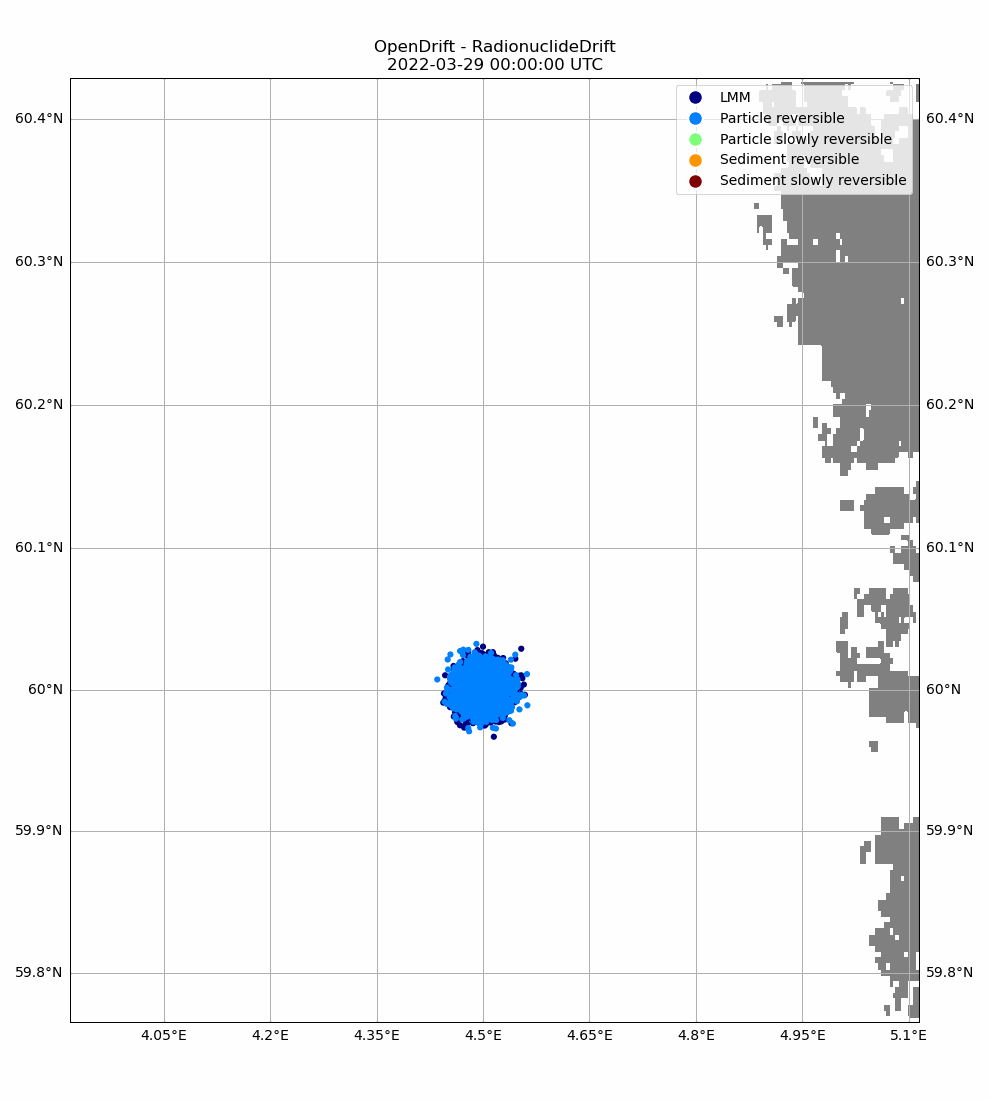 OpenDrift - RadionuclideDrift
2022-03-29 00:00:00 UTC
LMM
Particle reversible
Particle slowly reversible
Sediment reversible
Sediment slowly reversible
60.4°N 60.4°N
60.3°N 60.3°N
60.2°N 60.2°N
60.1°N 60.1°N
60°N 60°N
59.9°N 59.9°N
59.8°N 59.8°N
4.05°E 4.2°E 4.35°E 4.5°E 4.65°E 4.8°E 4.95°E 5.1°E